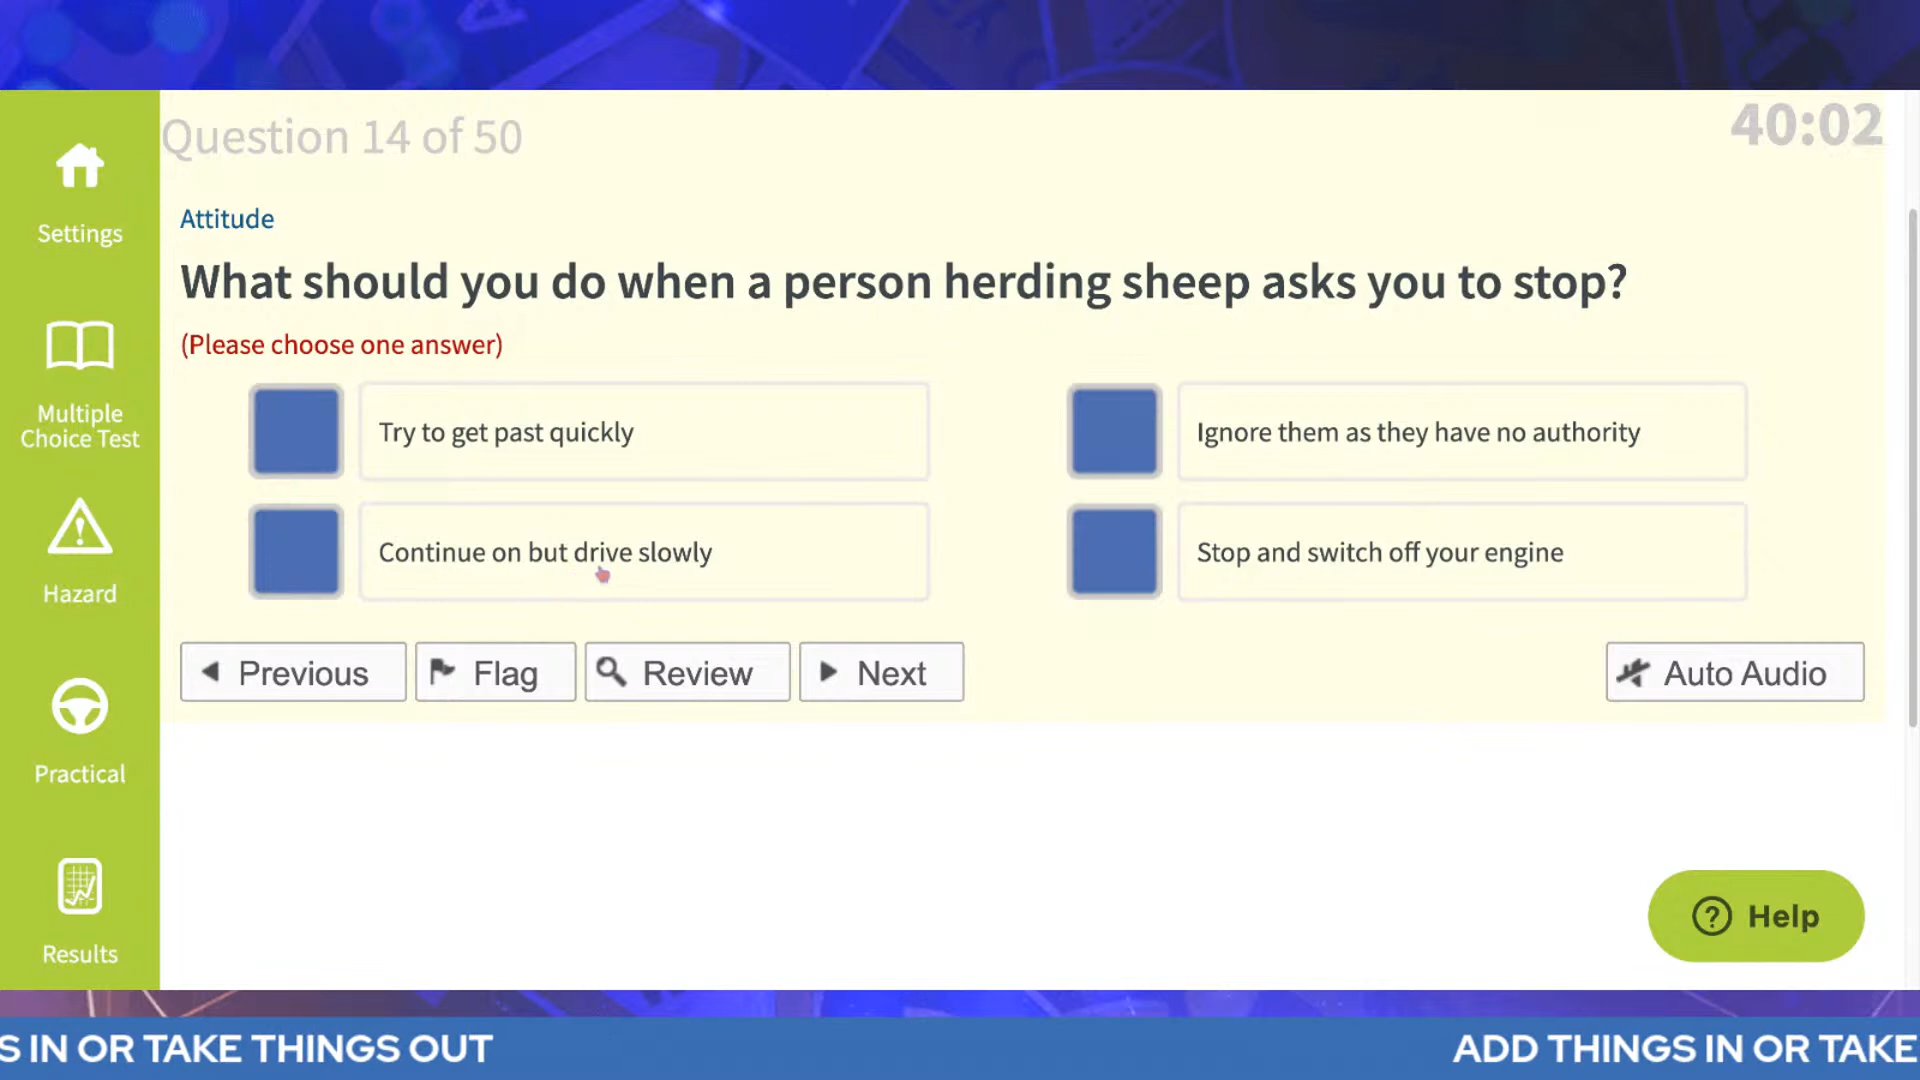 Question 14 of 50
40:02
Settings
Multiple
Choice Test
Hazard
Practical
Results
Attitude
What should you do when a person herding sheep asks you to stop?
(Please choose one answer)
Try to get past quickly
Ignore them as they have no authority
Continue on but drive slowly
Stop and switch off your engine
Previous
Flag
Review
Next
Auto Audio
Help
S IN OR TAKE THINGS OUT
ADD THINGS IN OR TAKE